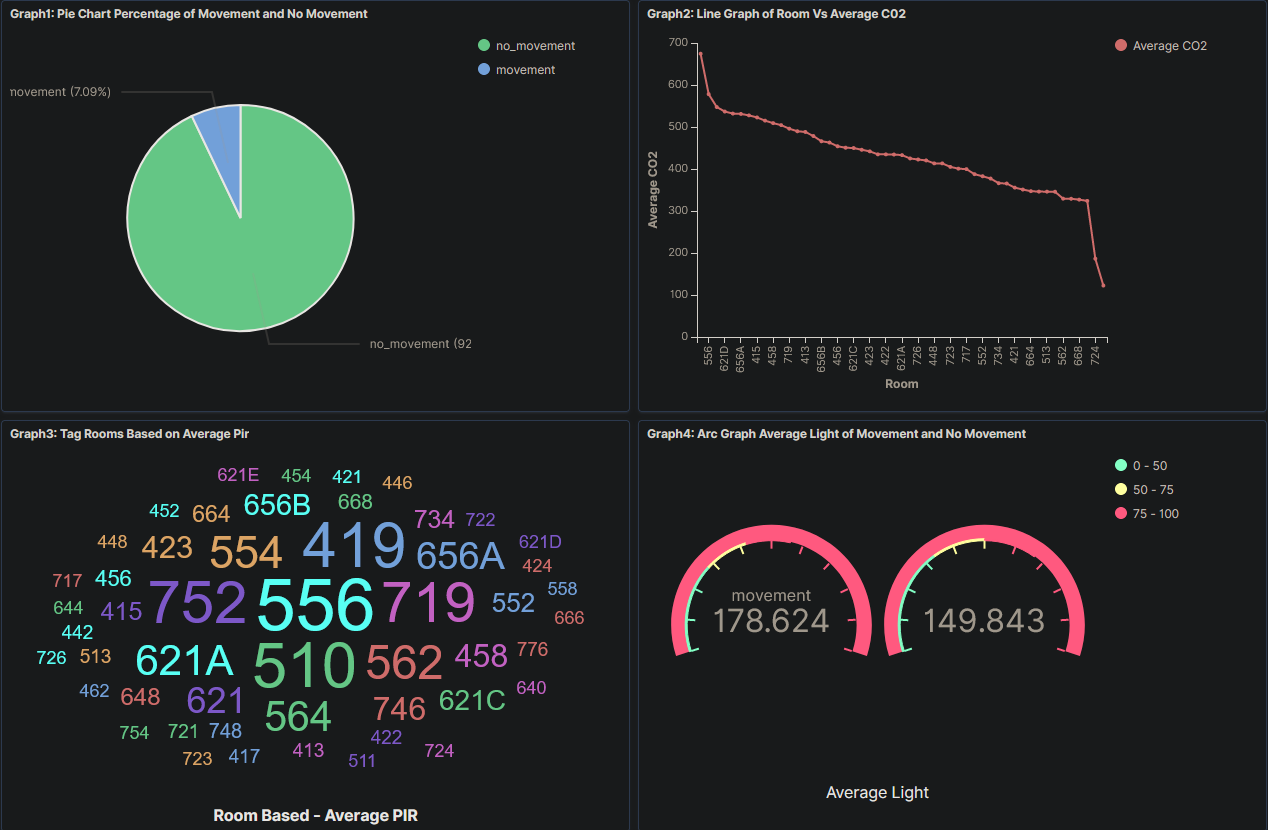 Graph1: Pie Chart Percentage of Movement and No Movement
no_movement
movement
movement (7.09%)
no_movement (92
Graph2: Line Graph of Room Vs Average C02
Average CO2
700
600
500
400
300
200
100
0
Average CO2
556
621D
656A
415
458
719
413
656B
456
621C
423
422
621A
726
448
723
717
552
734
421
664
513
562
668
724
Room
Graph3: Tag Rooms Based on Average Pir
621E 454 421 446
452 664 656B 668 734 722
448 423 554 419 656A 621D
717 456 424
644 415 752 556 719 552 558
442 666
726 513 621A 510 562 458 776
462 648 621 564 746 621C 640
754 721 748 422
723 417 413 511 724
Room Based - Average PIR
Graph4: Arc Graph Average Light of Movement and No Movement
0 - 50
50 - 75
75 - 100
movement
178.624
149.843
Average Light